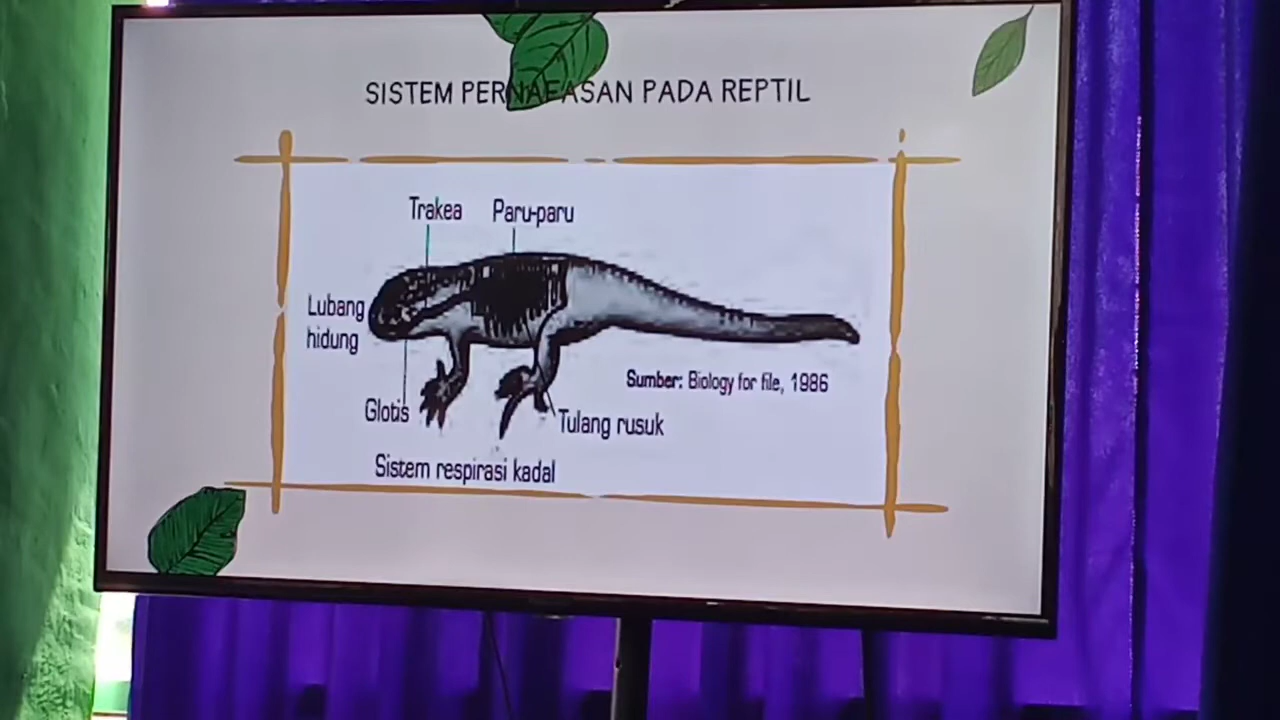 SISTEM PERNAFASAN PADA REPTIL
Trakea
Paru-paru
Lubang
hidung
Sumber: Biology for file, 1986
Glotis
Tulang rusuk
Sistem respirasi kadal